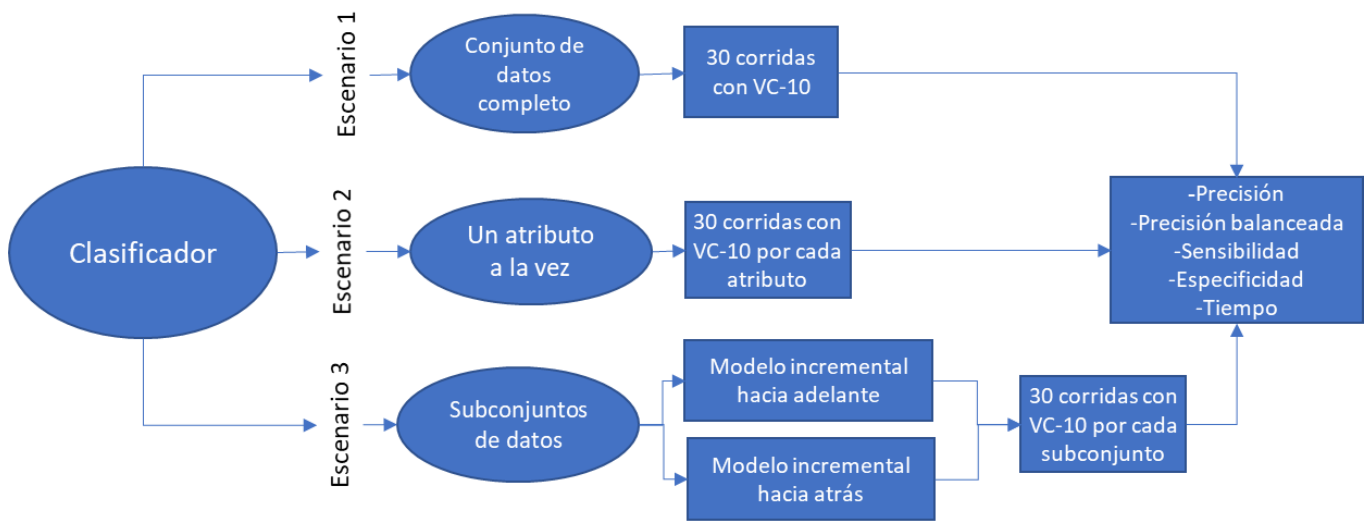 Clasificador
Escenario 1
Conjunto de
datos
completo
30 corridas
con VC-10
Escenario 2
Un atributo
a la vez
30 corridas con
VC-10 por cada
atributo
Escenario 3
Subconjuntos
de datos
Modelo incremental
hacia adelante
Modelo incremental
hacia atrás
30 corridas con
VC-10 por cada
subconjunto
-Precisión
-Precisión balanceada
-Sensibilidad
-Especificidad
-Tiempo